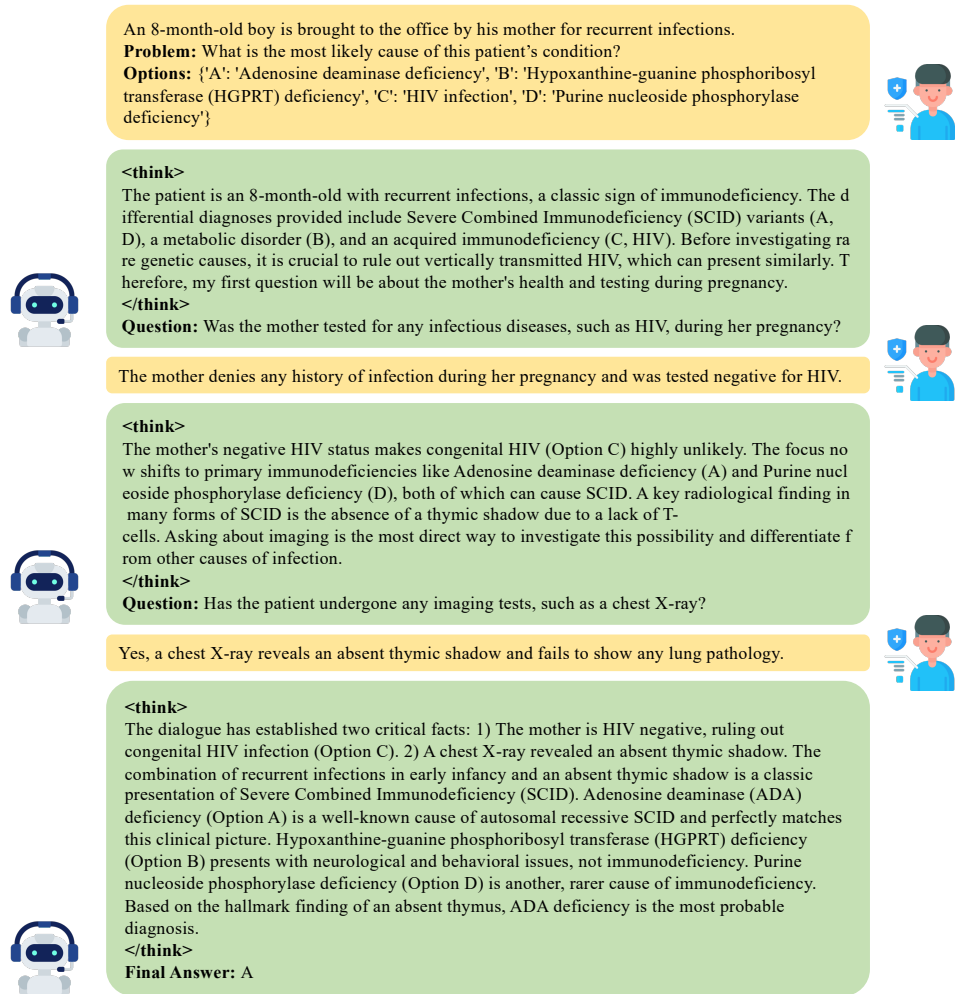 An 8-month-old boy is brought to the office by his mother for recurrent infections.
Problem: What is the most likely cause of this patient’s condition?
Options: {'A': 'Adenosine deaminase deficiency', 'B': 'Hypoxanthine-guanine phosphoribosyl
transferase (HGPRT) deficiency', 'C': 'HIV infection', 'D': 'Purine nucleoside phosphorylase
deficiency'}
<think>
The patient is an 8-month-old with recurrent infections, a classic sign of immunodeficiency. The d
ifferential diagnoses provided include Severe Combined Immunodeficiency (SCID) variants (A,
D), a metabolic disorder (B), and an acquired immunodeficiency (C, HIV). Before investigating ra
re genetic causes, it is crucial to rule out vertically transmitted HIV, which can present similarly. T
herefore, my first question will be about the mother's health and testing during pregnancy.
</think>
Question: Was the mother tested for any infectious diseases, such as HIV, during her pregnancy?
The mother denies any history of infection during her pregnancy and was tested negative for HIV.
<think>
The mother's negative HIV status makes congenital HIV (Option C) highly unlikely. The focus no
w shifts to primary immunodeficiencies like Adenosine deaminase deficiency (A) and Purine nucl
eoside phosphorylase deficiency (D), both of which can cause SCID. A key radiological finding in
many forms of SCID is the absence of a thymic shadow due to a lack of T-
cells. Asking about imaging is the most direct way to investigate this possibility and differentiate f
rom other causes of infection.
</think>
Question: Has the patient undergone any imaging tests, such as a chest X-ray?
Yes, a chest X-ray reveals an absent thymic shadow and fails to show any lung pathology.
<think>
The dialogue has established two critical facts: 1) The mother is HIV negative, ruling out
congenital HIV infection (Option C). 2) A chest X-ray revealed an absent thymic shadow. The
combination of recurrent infections in early infancy and an absent thymic shadow is a classic
presentation of Severe Combined Immunodeficiency (SCID). Adenosine deaminase (ADA)
deficiency (Option A) is a well-known cause of autosomal recessive SCID and perfectly matches
this clinical picture. Hypoxanthine-guanine phosphoribosyl transferase (HGPRT) deficiency
(Option B) presents with neurological and behavioral issues, not immunodeficiency. Purine
nucleoside phosphorylase deficiency (Option D) is another, rarer cause of immunodeficiency.
Based on the hallmark finding of an absent thymus, ADA deficiency is the most probable
diagnosis.
</think>
Final Answer: A